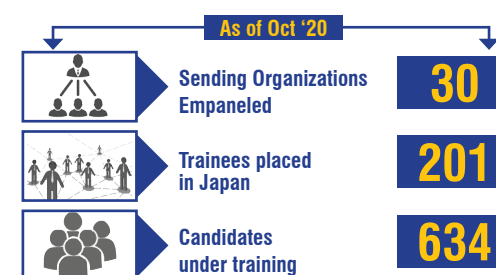 As of Oct ‘20
Sending Organizations
Empaneled
30
Trainees placed
in Japan
201
Candidates
under training
634